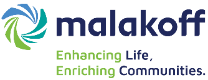 malakoff
Enhancing Life,
Enriching Communities.